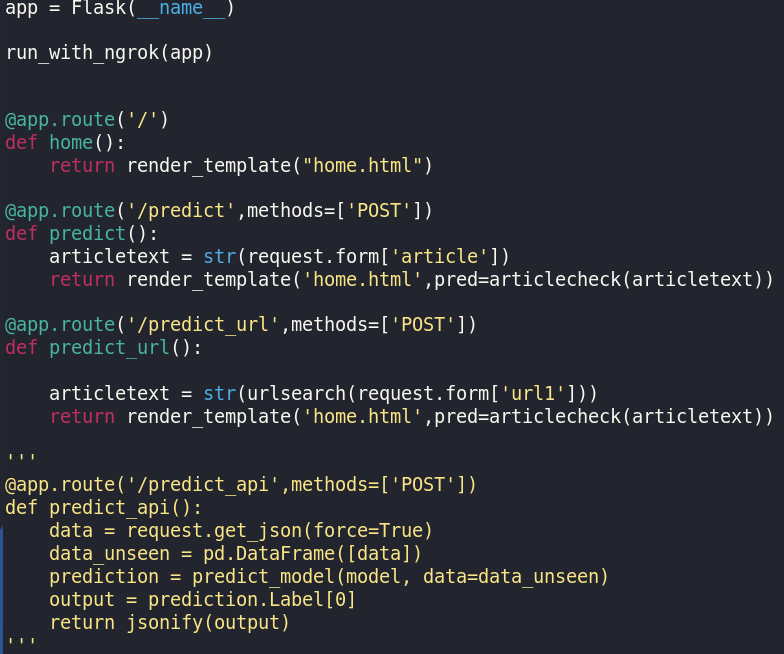 app = Flask(__name__)
run_with_ngrok(app)
@app.route('/')
def home():
    return render_template("home.html")
@app.route('/predict',methods=['POST'])
def predict():
    articletext = str(request.form['article'])
    return render_template('home.html',pred=articlecheck(articletext))
@app.route('/predict_url',methods=['POST'])
def predict_url():
    articletext = str(urlsearch(request.form['url1']))
    return render_template('home.html',pred=articlecheck(articletext))
'''
@app.route('/predict_api',methods=['POST'])
def predict_api():
    data = request.get_json(force=True)
    data_unseen = pd.DataFrame([data])
    prediction = predict_model(model, data=data_unseen)
    output = prediction.Label[0]
    return jsonify(output)
'''